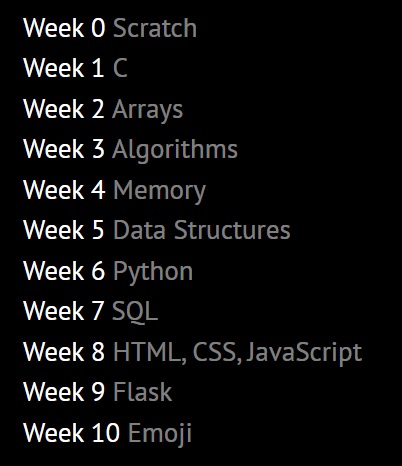 Week 0 Scratch
Week 1 C
Week 2 Arrays
Week 3 Algorithms
Week 4 Memory
Week 5 Data Structures
Week 6 Python
Week 7 SQL
Week 8 HTML, CSS, JavaScript
Week 9 Flask
Week 10 Emoji